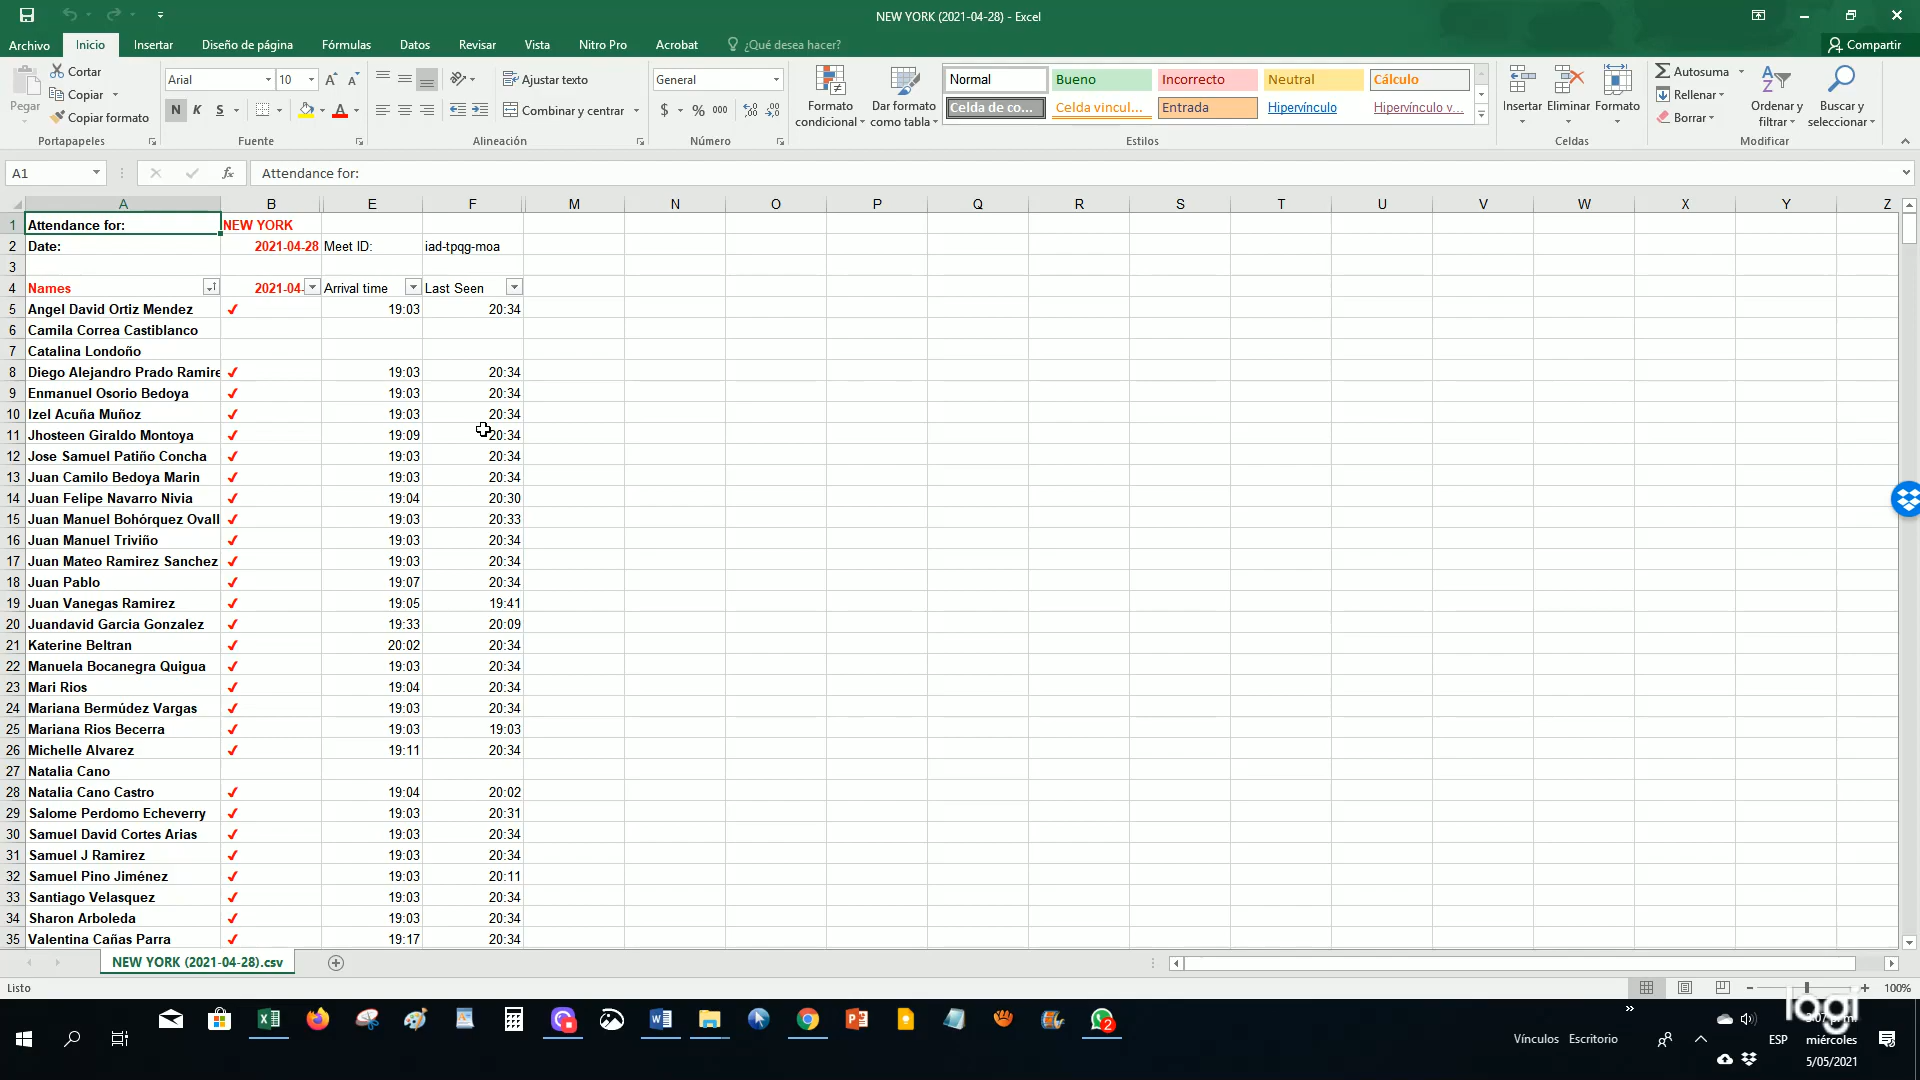 NEW YORK (2021-04-28) - Excel
Archivo Inicio Insertar Diseño de página Fórmulas Datos Revisar Vista Nitro Pro Acrobat ¿Qué desea hacer? Compartir
Pegar Cortar Copiar Copiar formato Portapapeles
Arial 10 N K S A Fuente
Ajustar texto Combinar y centrar Alineación
General $ % 000 Número
Formato condicional Dar formato como tabla
Normal Bueno Incorrecto Neutral Cálculo
Celda de co... Celda vincul... Entrada Hipervínculo Hipervínculo v...
Estilos
Insertar Eliminar Formato Celdas
Autosuma Rellenar Borrar Ordenar y filtrar Buscar y seleccionar Modificar
A1 fx Attendance for:
A B E F M N O P Q R S T U V W X Y Z
1 Attendance for: NEW YORK
2 Date: 2021-04-28 Meet ID: iad-tpqg-moa
3
4 Names 2021-04- Arrival time Last Seen
5 Angel David Ortiz Mendez ✓ 19:03 20:34
6 Camila Correa Castiblanco
7 Catalina Londoño
8 Diego Alejandro Prado Ramire ✓ 19:03 20:34
9 Enmanuel Osorio Bedoya ✓ 19:03 20:34
10 Izel Acuña Muñoz ✓ 19:03 20:34
11 Jhosteen Giraldo Montoya ✓ 19:09 20:34
12 Jose Samuel Patiño Concha ✓ 19:03 20:34
13 Juan Camilo Bedoya Marin ✓ 19:03 20:34
14 Juan Felipe Navarro Nivia ✓ 19:04 20:30
15 Juan Manuel Bohórquez Ovall ✓ 19:03 20:33
16 Juan Manuel Triviño ✓ 19:03 20:34
17 Juan Mateo Ramirez Sanchez ✓ 19:03 20:34
18 Juan Pablo ✓ 19:07 20:34
19 Juan Vanegas Ramirez ✓ 19:05 19:41
20 Juandavid Garcia Gonzalez ✓ 19:33 20:09
21 Katerine Beltran ✓ 20:02 20:34
22 Manuela Bocanegra Quigua ✓ 19:03 20:34
23 Mari Rios ✓ 19:04 20:34
24 Mariana Bermúdez Vargas ✓ 19:03 20:34
25 Mariana Rios Becerra ✓ 19:03 19:03
26 Michelle Alvarez ✓ 19:11 20:34
27 Natalia Cano
28 Natalia Cano Castro ✓ 19:04 20:02
29 Salome Perdomo Echeverry ✓ 19:03 20:31
30 Samuel David Cortes Arias ✓ 19:03 20:34
31 Samuel J Ramirez ✓ 19:03 20:34
32 Samuel Pino Jiménez ✓ 19:03 20:11
33 Santiago Velasquez ✓ 19:03 20:34
34 Sharon Arboleda ✓ 19:03 20:34
35 Valentina Cañas Parra ✓ 19:17 20:34
NEW YORK (2021-04-28).csv
Listo 100%
logi
Vínculos Escritorio ESP miércoles
5/05/2021